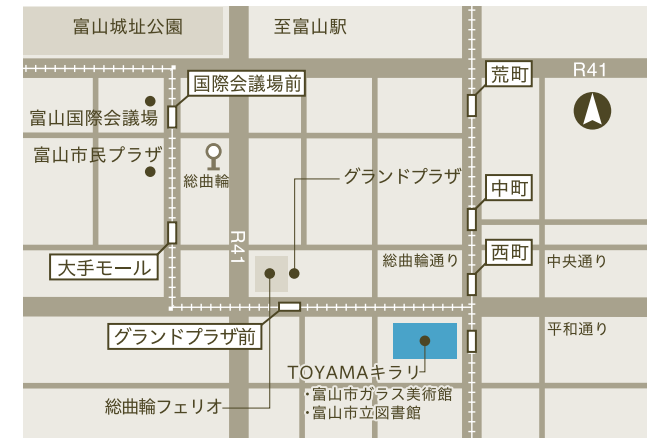 富山城址公園
至富山駅
国際会議場前
荒町
R41
富山国際会議場
富山市民プラザ
総曲輪
グランドプラザ
中町
R41
大手モール
総曲輪通り
西町
中央通り
グランドプラザ前
平和通り
TOYAMAキラリ
・富山市ガラス美術館
・富山市立図書館
総曲輪フェリオ